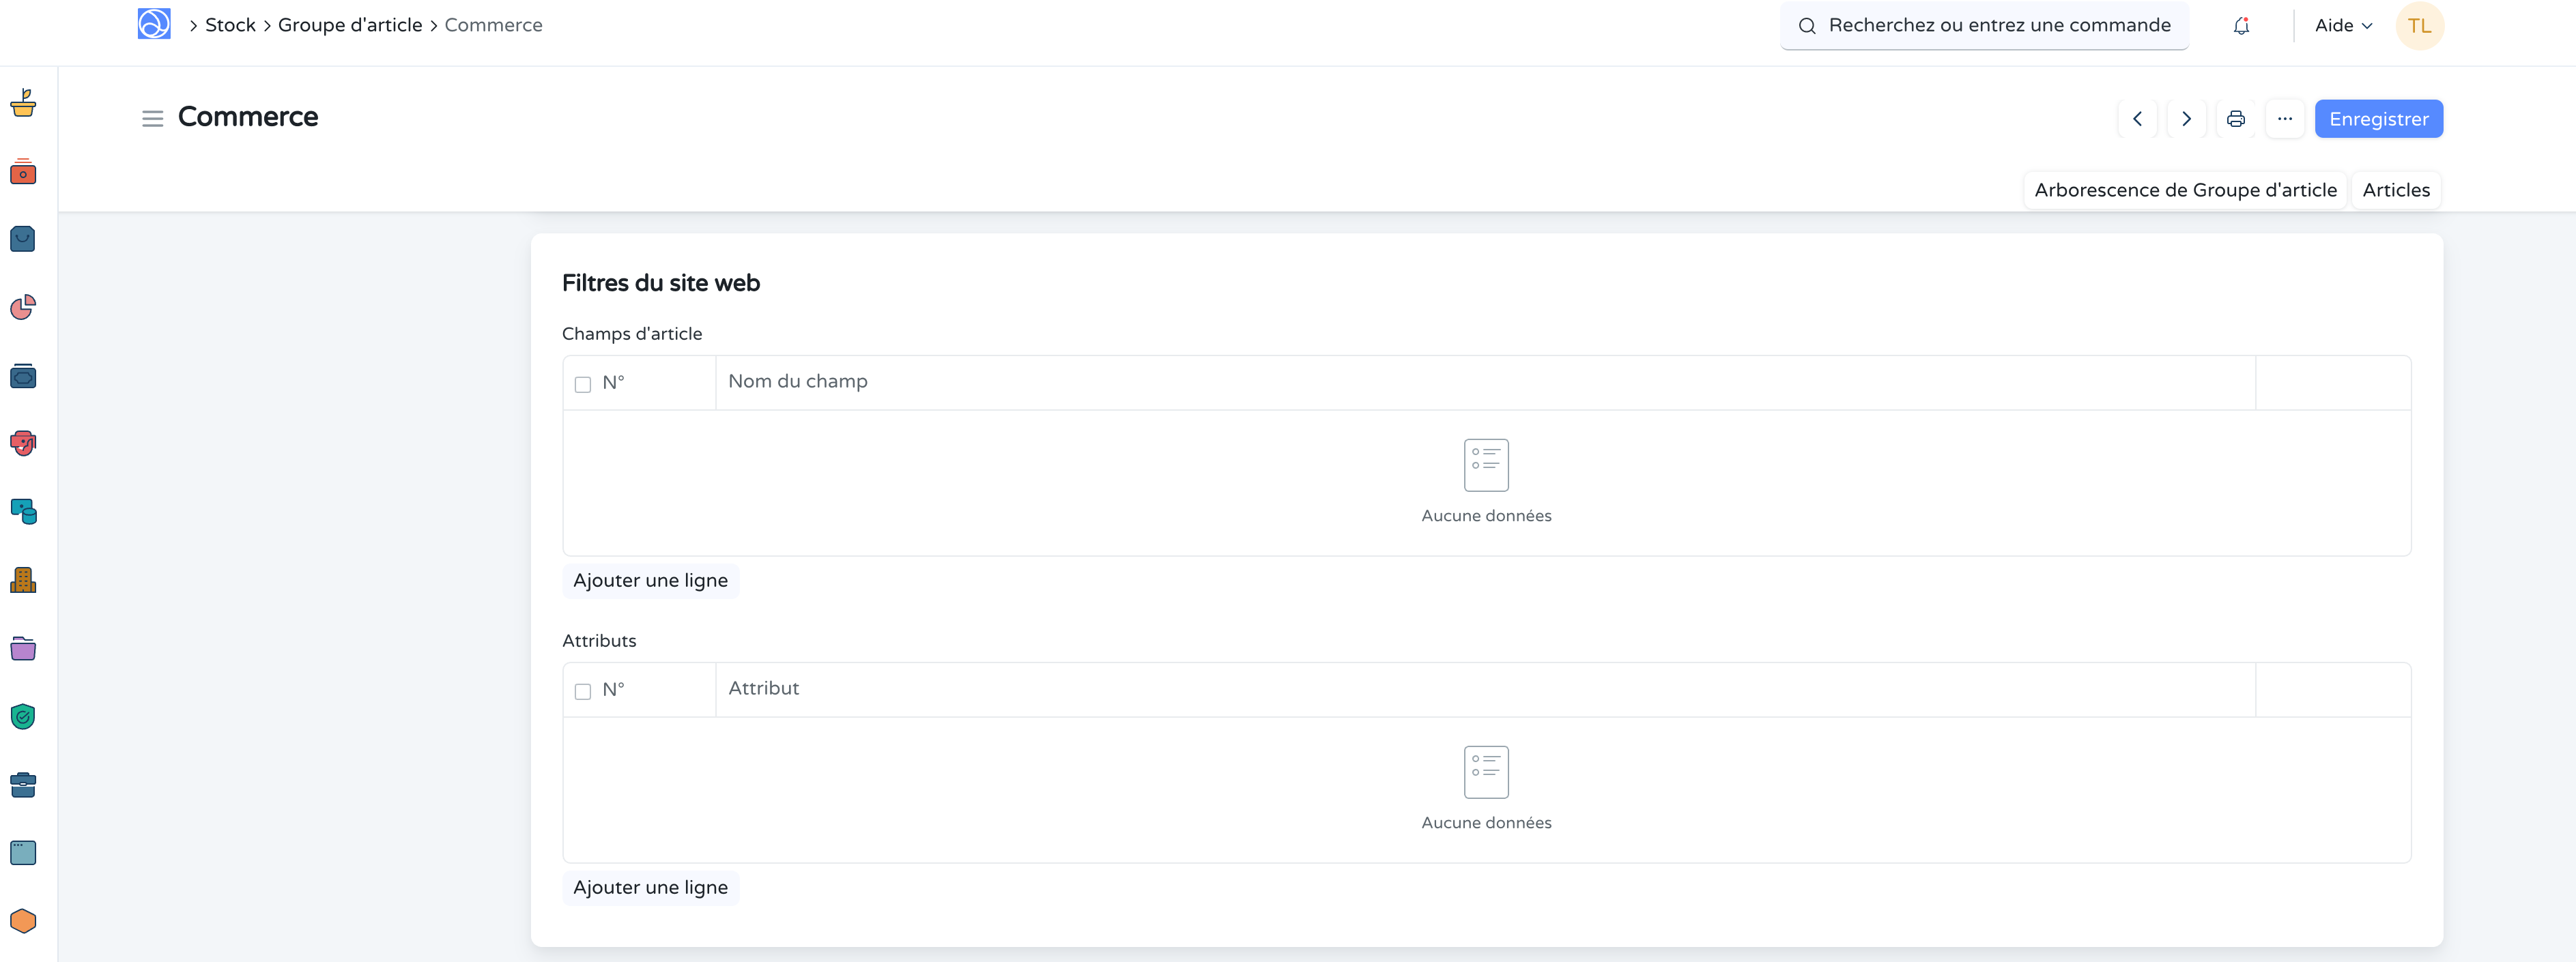 Stock
Groupe d'article
Commerce
Recherchez ou entrez une commande
Aide
TL
Commerce
Enregistrer
Arborescence de Groupe d'article
Articles
Filtres du site web
Champs d'article
N°
Nom du champ
Aucune données
Ajouter une ligne
Attributs
N°
Attribut
Aucune données
Ajouter une ligne